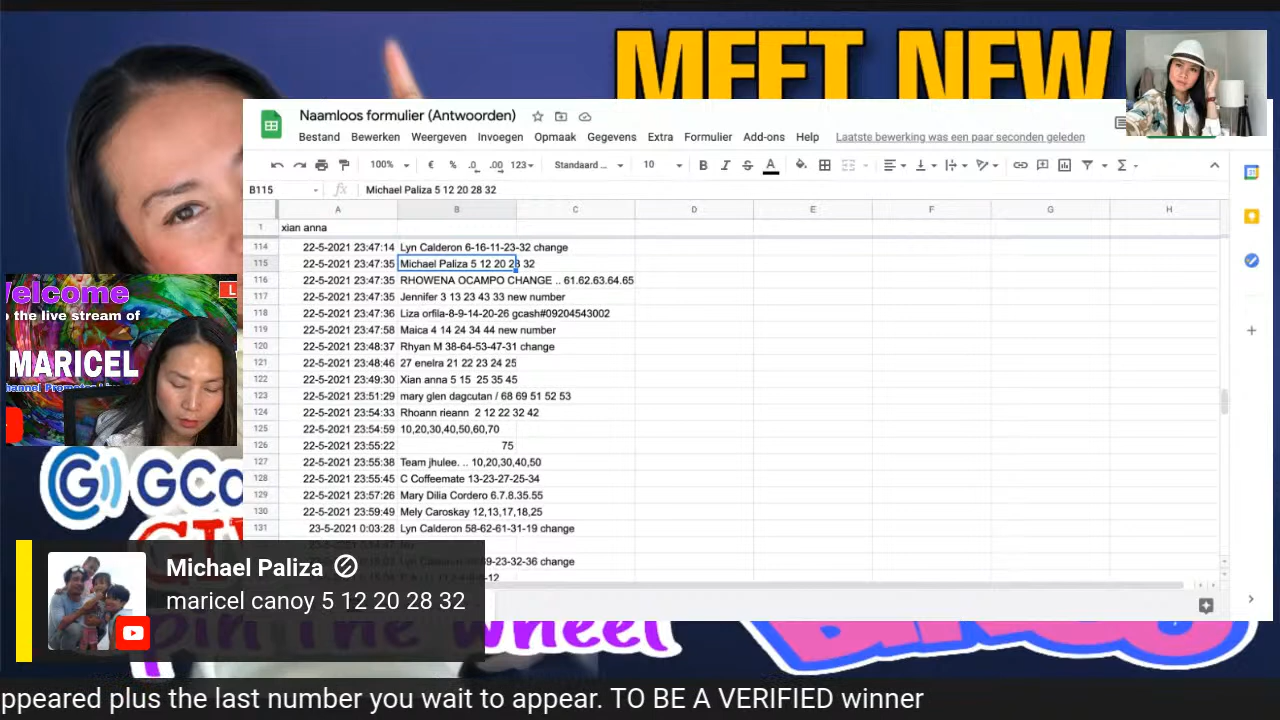 MEET NEW
Naamloos formulier (Antwoorden)
Bestand Bewerken Weergeven Invoegen Opmaak Gegevens Extra Formulier Add-ons Help Laatste bewerking was een paar seconden geleden
100% € % .0 .00 123 Standaard ... 10 B I S A
B115 fx Michael Paliza 5 12 20 28 32
A B C D E F G H
1 xian anna
114 22-5-2021 23:47:14 Lyn Calderon 6-16-11-23-32 change
115 22-5-2021 23:47:35 Michael Paliza 5 12 20 28 32
116 22-5-2021 23:47:35 RHOWENA OCAMPO CHANGE .. 61.62.63.64.65
117 22-5-2021 23:47:35 Jennifer 3 13 23 43 33 new number
118 22-5-2021 23:47:36 Liza orfila-8-9-14-20-26 gcash#09204543002
119 22-5-2021 23:47:58 Maica 4 14 24 34 44 new number
120 22-5-2021 23:48:37 Rhyan M 38-64-53-47-31 change
121 22-5-2021 23:48:46 27 enelra 21 22 23 24 25
122 22-5-2021 23:49:30 Xian anna 5 15 25 35 45
123 22-5-2021 23:51:29 mary glen dagcutan / 68 69 51 52 53
124 22-5-2021 23:54:33 Rhoann rieann 2 12 22 32 42
125 22-5-2021 23:54:59 10,20,30,40,50,60,70
126 22-5-2021 23:55:22 75
127 22-5-2021 23:55:38 Team jhulee. .. 10,20,30,40,50
128 22-5-2021 23:55:45 C Coffeemate 13-23-27-25-34
129 22-5-2021 23:57:26 Mary Dilia Cordero 6.7.8.35.55
130 22-5-2021 23:59:49 Mely Caroskay 12,13,17,18,25
131 23-5-2021 0:03:28 Lyn Calderon 58-62-61-31-19 change
09-23-32-36 change
Welcome
o the live stream of
MARICEL
L
GC
Michael Paliza
maricel canoy 5 12 20 28 32
pin The wheel
BINGO
ppeared plus the last number you wait to appear. TO BE A VERIFIED winner